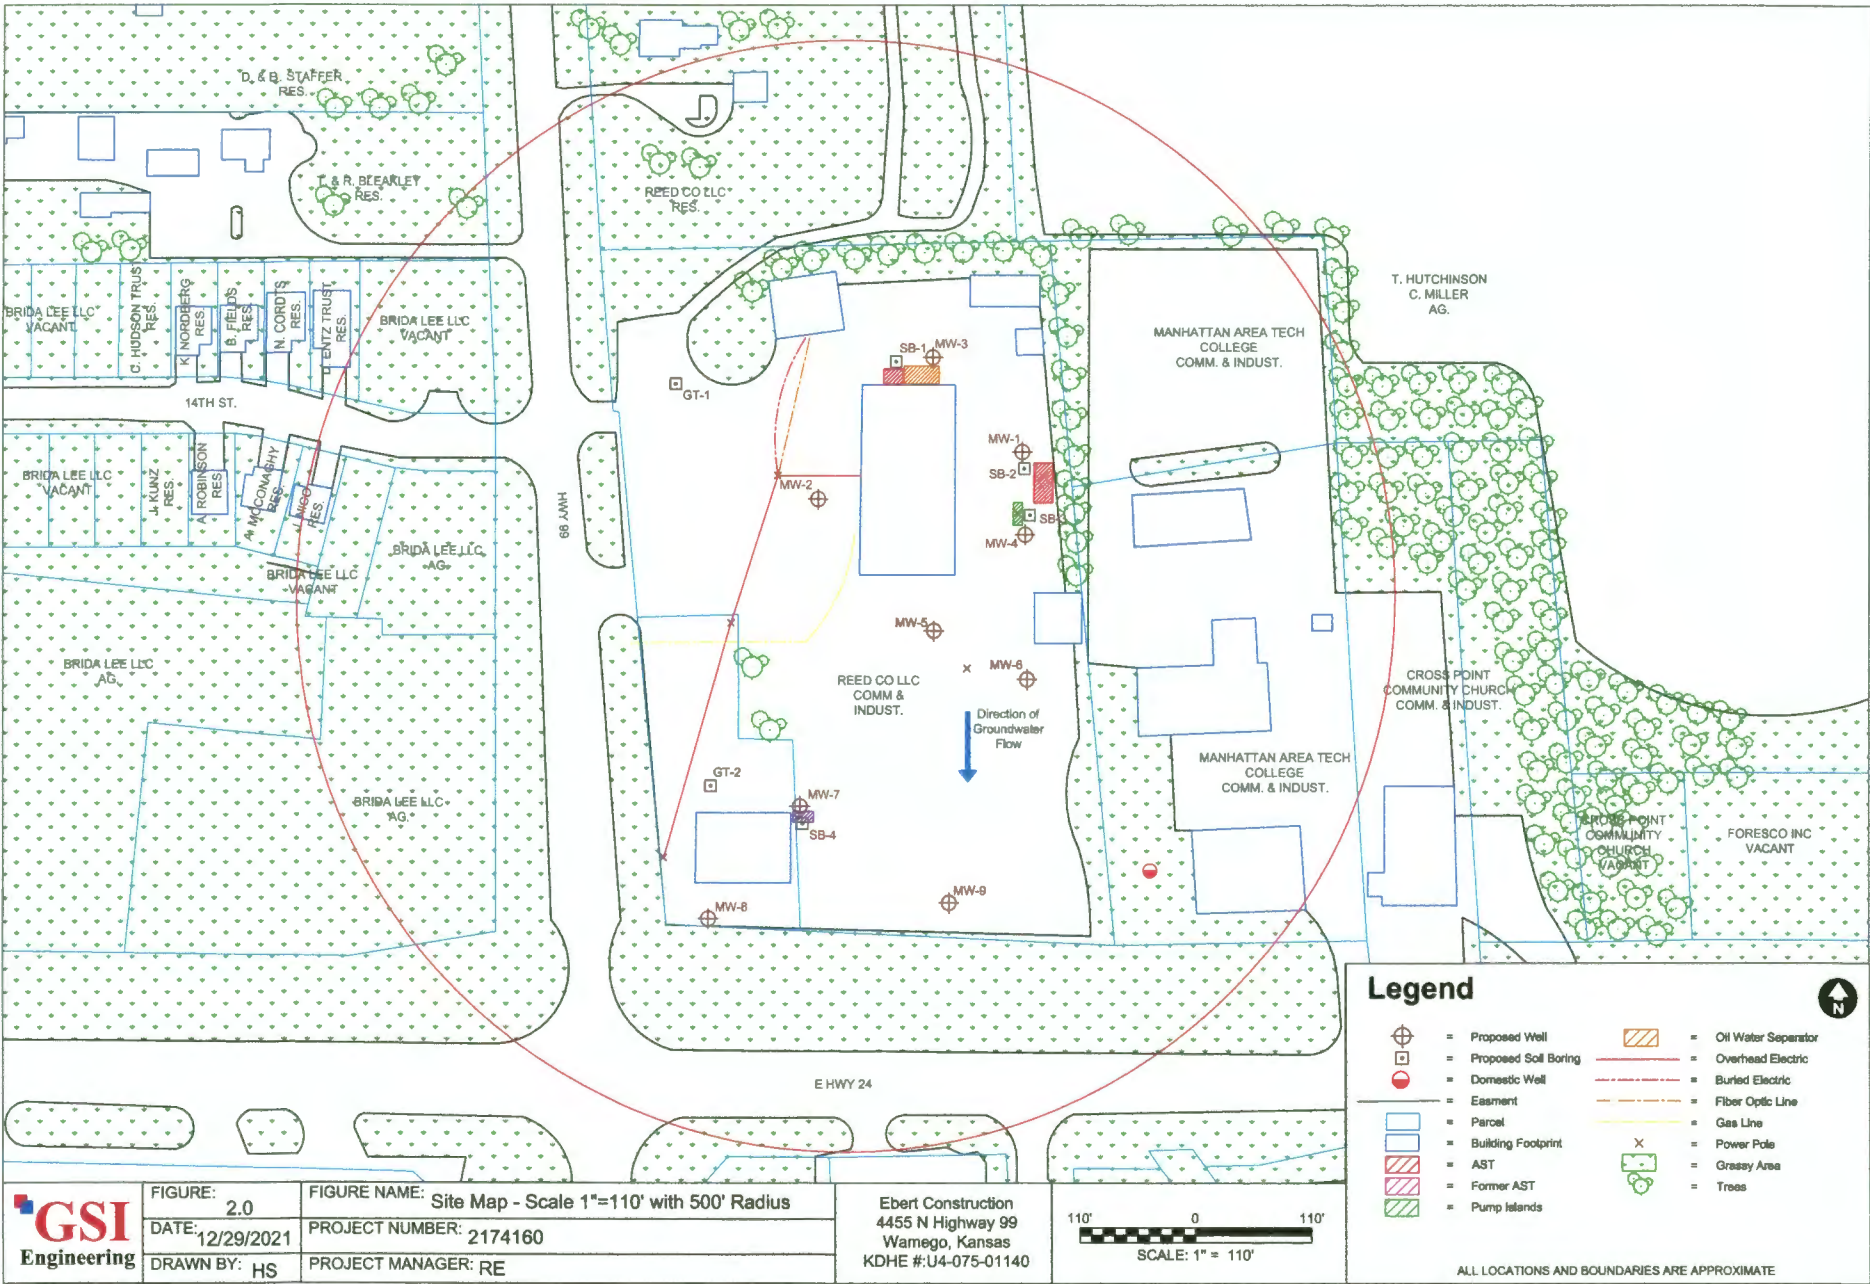 D. & B. STAFFER
RES.
& R. BLEAKLEY
RES.
REED CO LLC
RES.
T. HUTCHINSON
C. MILLER
AG.
BRIDA LEE LLC
VACANT
C. HUDSON TRUS
RES.
K. NORDBERG
RES.
B. FIELDS
RES.
N. CORDTS
RES.
ENTZ TRUST
RES.
BRIDA LEE LLC
VACANT
MANHATTAN AREA TECH
COLLEGE
COMM. & INDUST.
SB-1
MW-3
GT-1
14TH ST.
HWY 99
BRIDA LEE LLC
VACANT
J. KUNZ
RES.
A. ROBINSON
RES.
A. MCCONAGHY
RES.
NICO
RES.
BRIDA LEE LLC
AG.
BRIDA LEE LLC
VACANT
MW-1
SB-2
MW-2
SB-
MW-4
MW-5
MW-6
BRIDA LEE LLC
AG.
REED CO LLC
COMM &
INDUST.
Direction of
Groundwater
Flow
CROSS POINT
COMMUNITY CHURCH
COMM. & INDUST.
MANHATTAN AREA TECH
COLLEGE
COMM. & INDUST.
GT-2
MW-7
SB-4
BRIDA LEE LLC
AG.
CROSS POINT
COMMUNITY
CHURCH
VACANT
FORESCO INC
VACANT
MW-8
MW-9
E HWY 24
Legend
N
= Proposed Well
= Proposed Soil Boring
= Domestic Well
= Easment
= Parcel
= Building Footprint
= AST
= Former AST
= Pump Islands
= Oil Water Separator
= Overhead Electric
= Buried Electric
= Fiber Optic Line
= Gas Line
= Power Pole
= Grassy Area
= Trees
ALL LOCATIONS AND BOUNDARIES ARE APPROXIMATE
GSI
Engineering
FIGURE: 2.0
DATE: 12/29/2021
DRAWN BY: HS
FIGURE NAME: Site Map - Scale 1"=110' with 500' Radius
PROJECT NUMBER: 2174160
PROJECT MANAGER: RE
Ebert Construction
4455 N Highway 99
Wamego, Kansas
KDHE #:U4-075-01140
110' 0 110'
SCALE: 1" = 110'